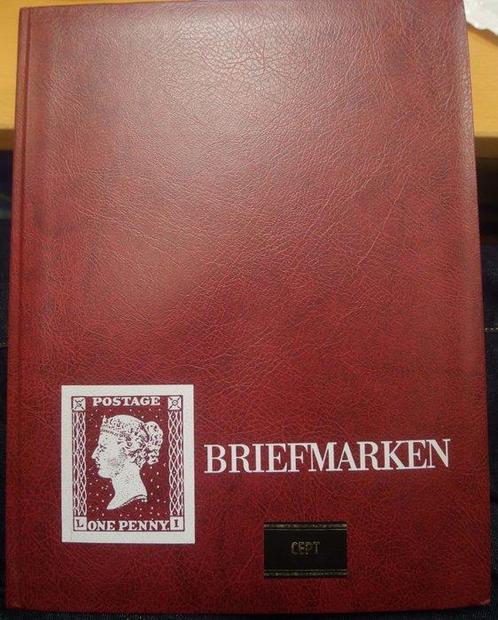 POSTAGE
L ONE PENNY I
BRIEFMARKEN
CEPT